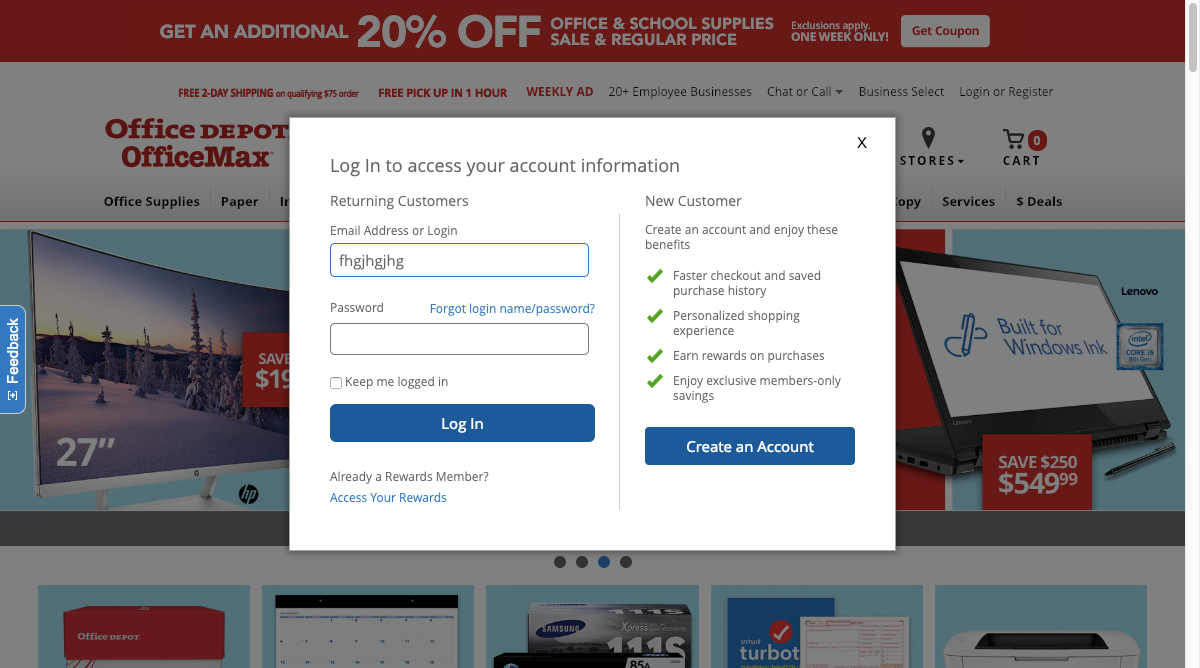 GET AN ADDITIONAL 20% OFF OFFICE & SCHOOL SUPPLIES SALE & REGULAR PRICE
Exclusions apply.
ONE WEEK ONLY!
Get Coupon
FREE 2-DAY SHIPPING on qualifying $75 order
FREE PICK UP IN 1 HOUR
WEEKLY AD
20+ Employee Businesses
Chat or Call
Business Select
Login or Register
Office DEPOT
OfficeMax
STORES
0
CART
Office Supplies
Paper
Services
$ Deals
X
Log In to access your account information
Returning Customers
Email Address or Login
fhgjhgjhg
Password
Forgot login name/password?
Keep me logged in
Log In
Already a Rewards Member?
Access Your Rewards
New Customer
Create an account and enjoy these
benefits
Faster checkout and saved
purchase history
Personalized shopping
experience
Earn rewards on purchases
Enjoy exclusive members-only
savings
Create an Account
Feedback
SAVE
27”
hp
Lenovo
Built for
Windows Ink
intel
CORE i5
8th Gen
Lenovo
SAVE $250
$549.99
Office DEPOT
SAMSUNG
Xpress
111S
111S
85A
intuit
turbot